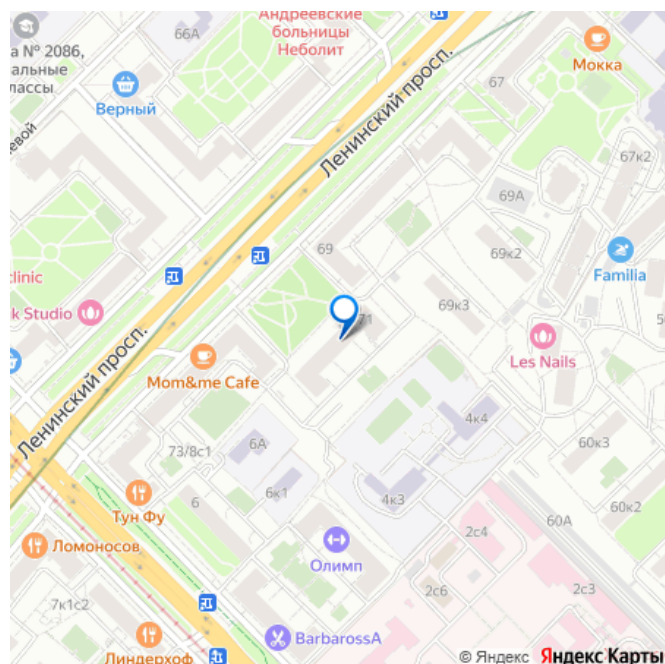 Андреевские
больницы
Неболит
66А
а № 2086,
альные
лассы
Мокка
Верный
67
Ленинский просп.
евой
67к2
69А
69
69к2
Familia
clinic
69к3
k Studio
71
Les Nails
Ленинский просп.
Mom&me Cafe
4к4
73/8с1
6А
60к3
6к1
4к3
6
Тун Фу
60к2
60А
2с4
Ломоносов
Олимп
2с6
2с3
7к1с2
BarbarossA
Линдерхоф
© Яндекс Яндекс Карты